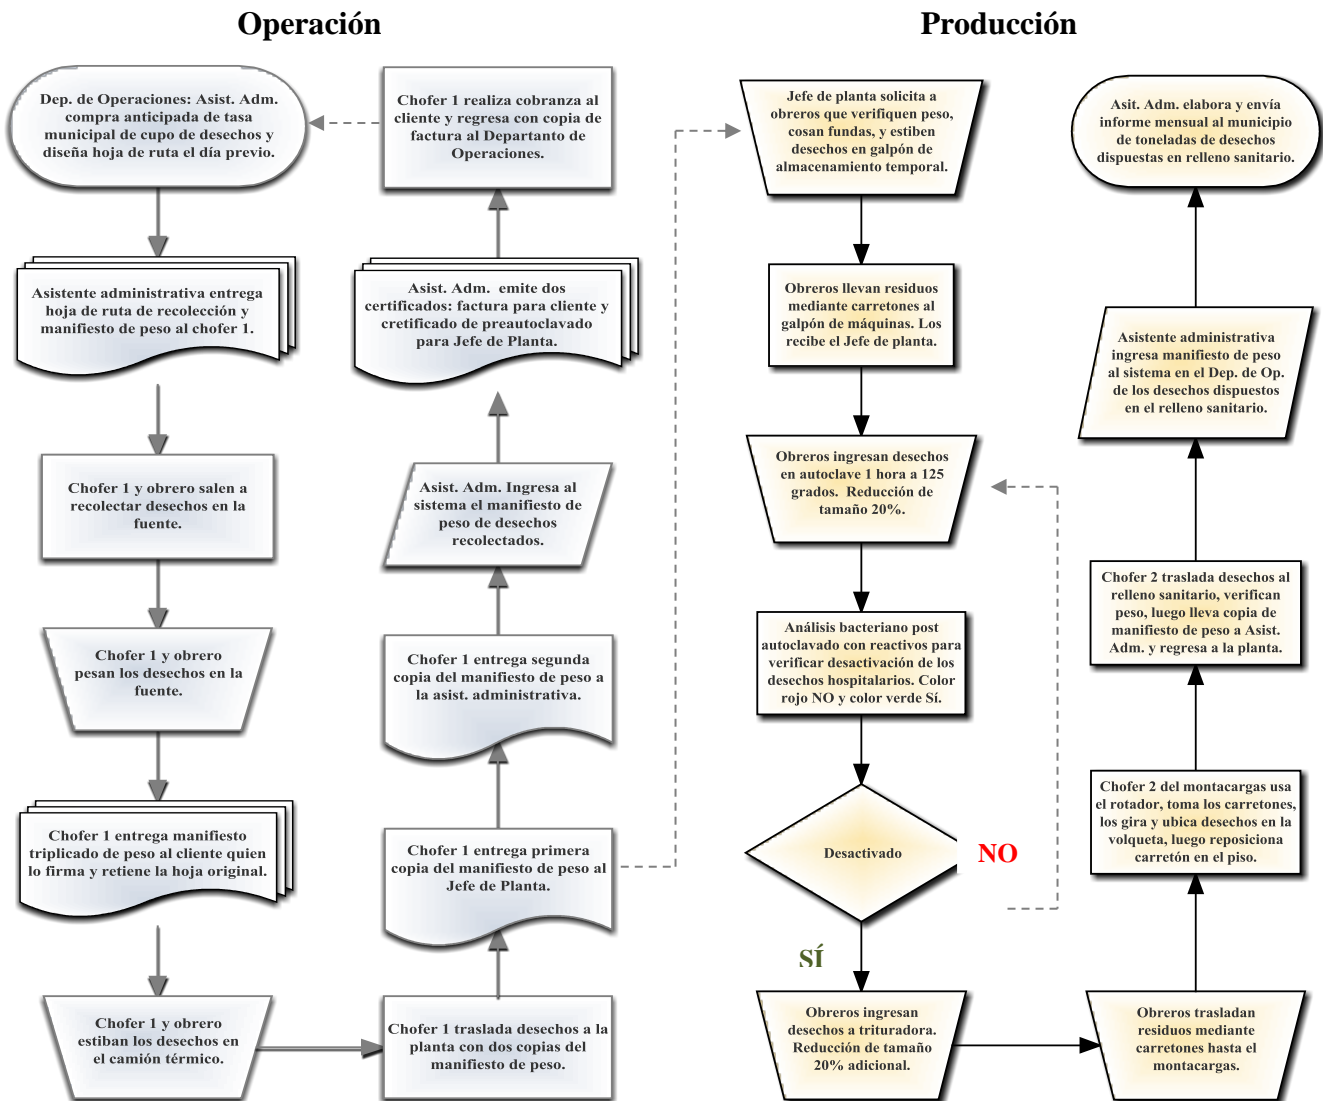 Operación
Dep. de Operaciones: Asist. Adm.
compra anticipada de tasa
municipal de cupo de desechos y
diseña hoja de ruta el día previo.
Asistente administrativa entrega
hoja de ruta de recolección y
manifiesto de peso al chofer 1.
Chofer 1 y obrero salen a
recolectar desechos en la
fuente.
Chofer 1 y obrero
pesan los desechos en la
fuente.
Chofer 1 entrega manifiesto
triplicado de peso al cliente quien
lo firma y retiene la hoja original.
Chofer 1 y obrero
estiban los desechos en
el camión térmico.
Chofer 1 traslada desechos a la
planta con dos copias del
manifiesto de peso.
Chofer 1 entrega primera
copia del manifiesto de peso al
Jefe de Planta.
Chofer 1 entrega segunda
copia del manifiesto de peso a
la asist. administrativa.
Asist. Adm. Ingresa al
sistema el manifiesto de
peso de desechos
recolectados.
Asist. Adm. emite dos
certificados: factura para cliente y
cretificado de preautoclavado
para Jefe de Planta.
Chofer 1 realiza cobranza al
cliente y regresa con copia de
factura al Departanto de
Operaciones.
Producción
Jefe de planta solicita a
obreros que verifiquen peso,
cosan fundas, y estiben
desechos en galpón de
almacenamiento temporal.
Obreros llevan residuos
mediante carretones al
galpón de máquinas. Los
recibe el Jefe de planta.
Obreros ingresan desechos
en autoclave 1 hora a 125
grados. Reducción de
tamaño 20%.
Análisis bacteriano post
autoclavado con reactivos para
verificar desactivación de los
desechos hospitalarios. Color
rojo NO y color verde Sí.
Desactivado
NO
SÍ
Obreros ingresan
desechos a trituradora.
Reducción de tamaño
20% adicional.
Obreros trasladan
residuos mediante
carretones hasta el
montacargas.
Chofer 2 del montacargas usa
el rotador, toma los carretones,
los gira y ubica desechos en la
volqueta, luego reposiciona
carretón en el piso.
Chofer 2 traslada desechos al
relleno sanitario, verifican
peso, luego lleva copia de
manifiesto de peso a Asist.
Adm. y regresa a la planta.
Asistente administrativa
ingresa manifiesto de peso
al sistema en el Dep. de Op.
de los desechos dispuestos
en el relleno sanitario.
Asit. Adm. elabora y envía
informe mensual al municipio
de toneladas de desechos
dispuestas en relleno sanitario.